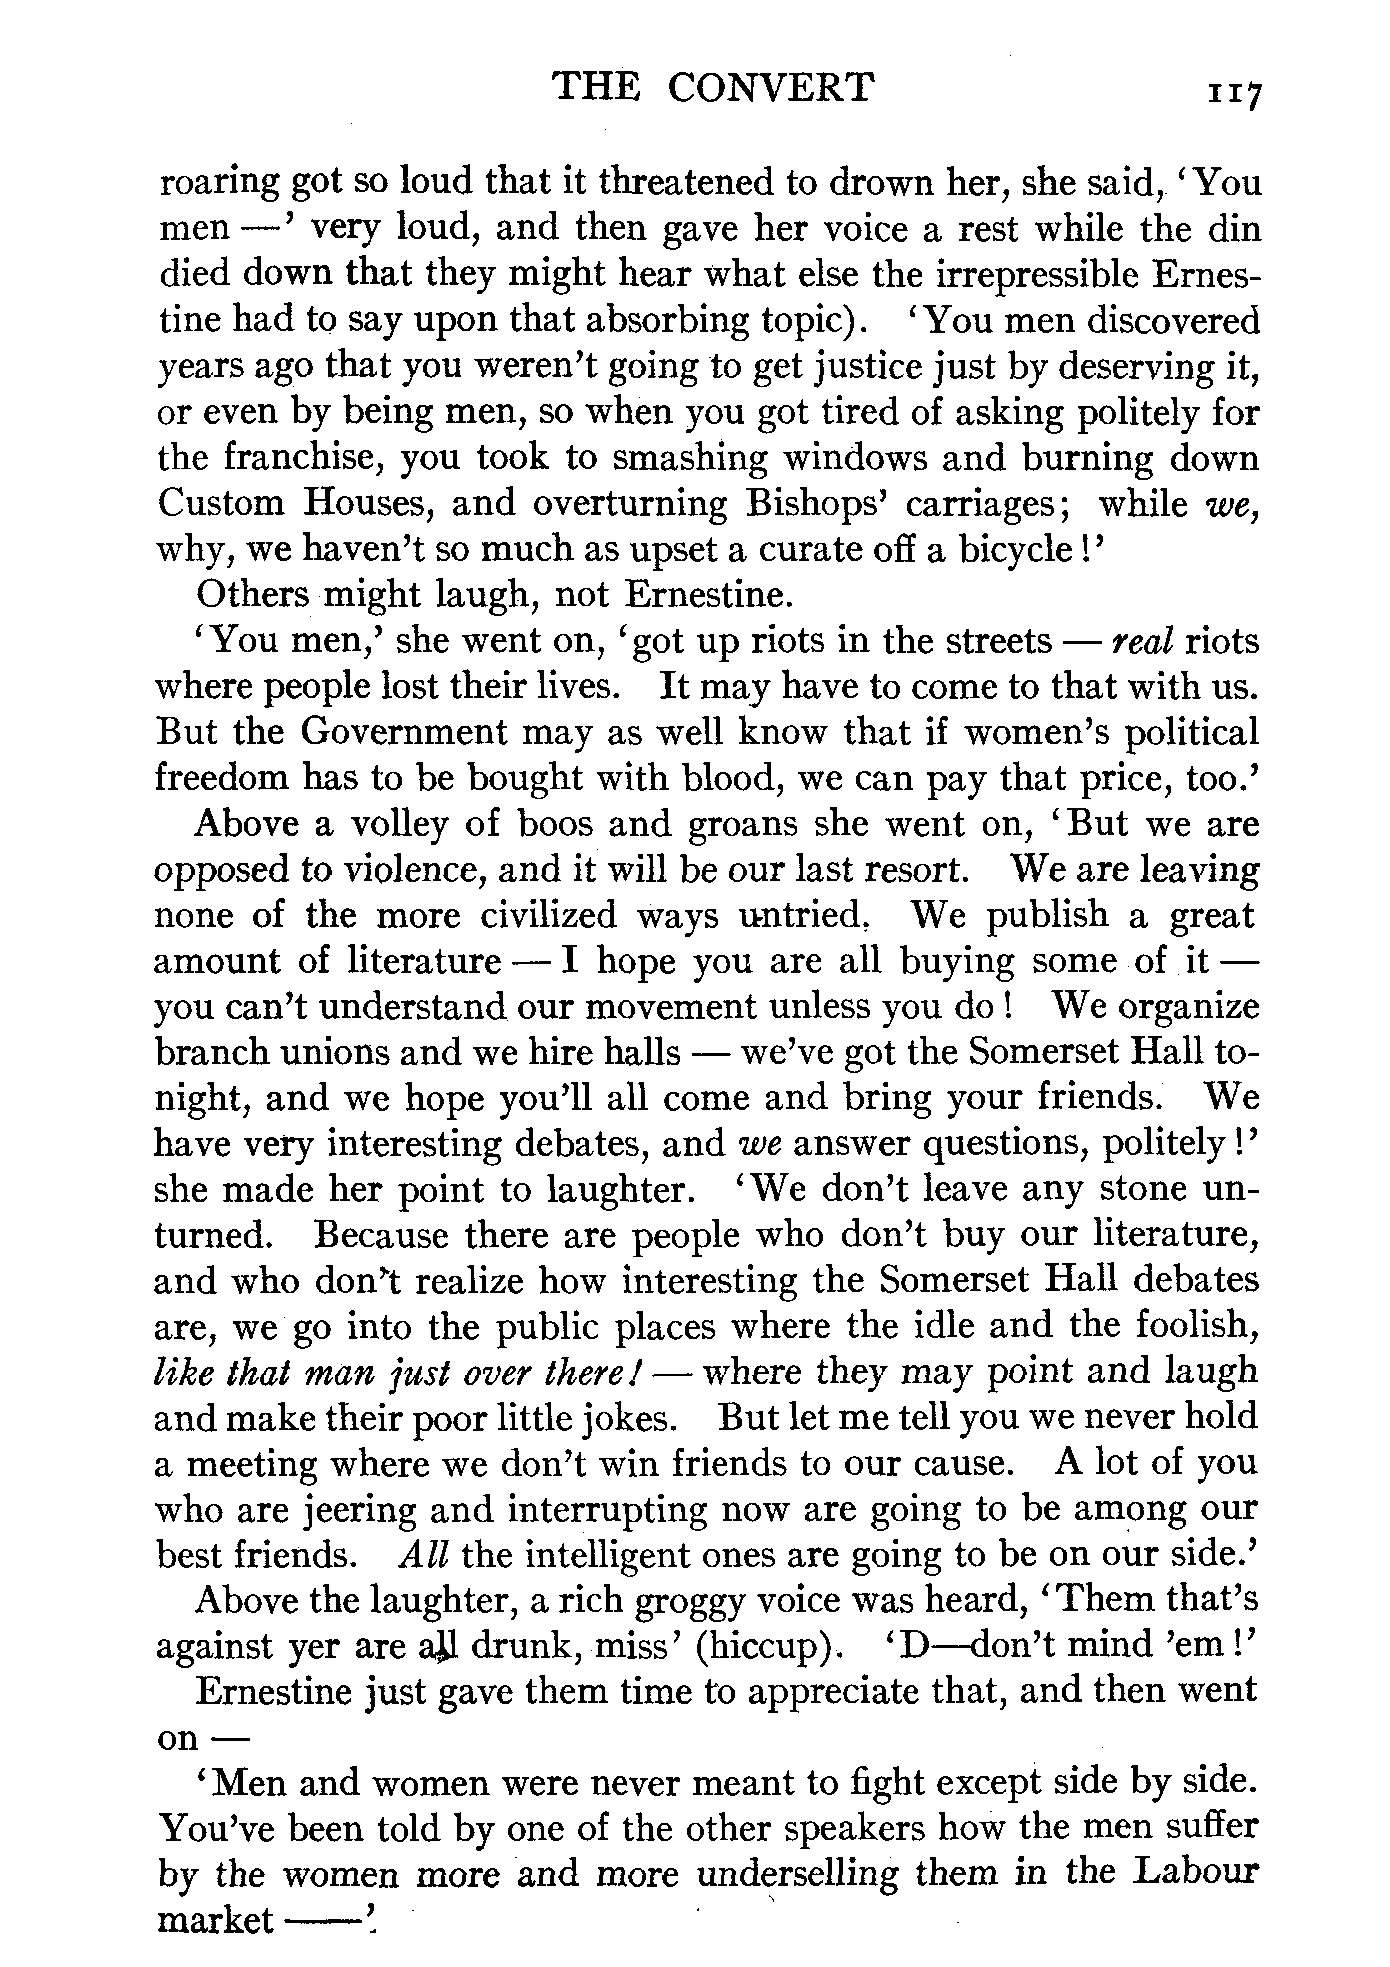 THE CONVERT 117
roaring got so loud that it threatened to drown her, she said, ‘You
men —’ very loud, and then gave her voice a rest while the din
died down that they might hear what else the irrepressible Ernes-
tine had to say upon that absorbing topic). ‘You men discovered
years ago that you weren’t going to get justice just by deserving it,
or even by being men, so when you got tired of asking politely for
the franchise, you took to smashing windows and burning down
Custom Houses, and overturning Bishops’ carriages; while we,
why, we haven’t so much as upset a curate off a bicycle!’
Others might laugh, not Ernestine.
‘You men,’ she went on, ‘got up riots in the streets — real riots
where people lost their lives. It may have to come to that with us.
But the Government may as well know that if women’s political
freedom has to be bought with blood, we can pay that price, too.’
Above a volley of boos and groans she went on, ‘But we are
opposed to violence, and it will be our last resort. We are leaving
none of the more civilized ways untried. We publish a great
amount of literature — I hope you are all buying some of it —
you can’t understand our movement unless you do! We organize
branch unions and we hire halls — we’ve got the Somerset Hall to-
night, and we hope you’ll all come and bring your friends. We
have very interesting debates, and we answer questions, politely!’
she made her point to laughter. ‘We don’t leave any stone un-
turned. Because there are people who don’t buy our literature,
and who don’t realize how interesting the Somerset Hall debates
are, we go into the public places where the idle and the foolish,
like that man just over there! — where they may point and laugh
and make their poor little jokes. But let me tell you we never hold
a meeting where we don’t win friends to our cause. A lot of you
who are jeering and interrupting now are going to be among our
best friends. All the intelligent ones are going to be on our side.’
Above the laughter, a rich groggy voice was heard, ‘Them that’s
against yer are all drunk, miss’ (hiccup). ‘D—don’t mind ’em!’
Ernestine just gave them time to appreciate that, and then went
on —
‘Men and women were never meant to fight except side by side.
You’ve been told by one of the other speakers how the men suffer
by the women more and more underselling them in the Labour
market ——’.